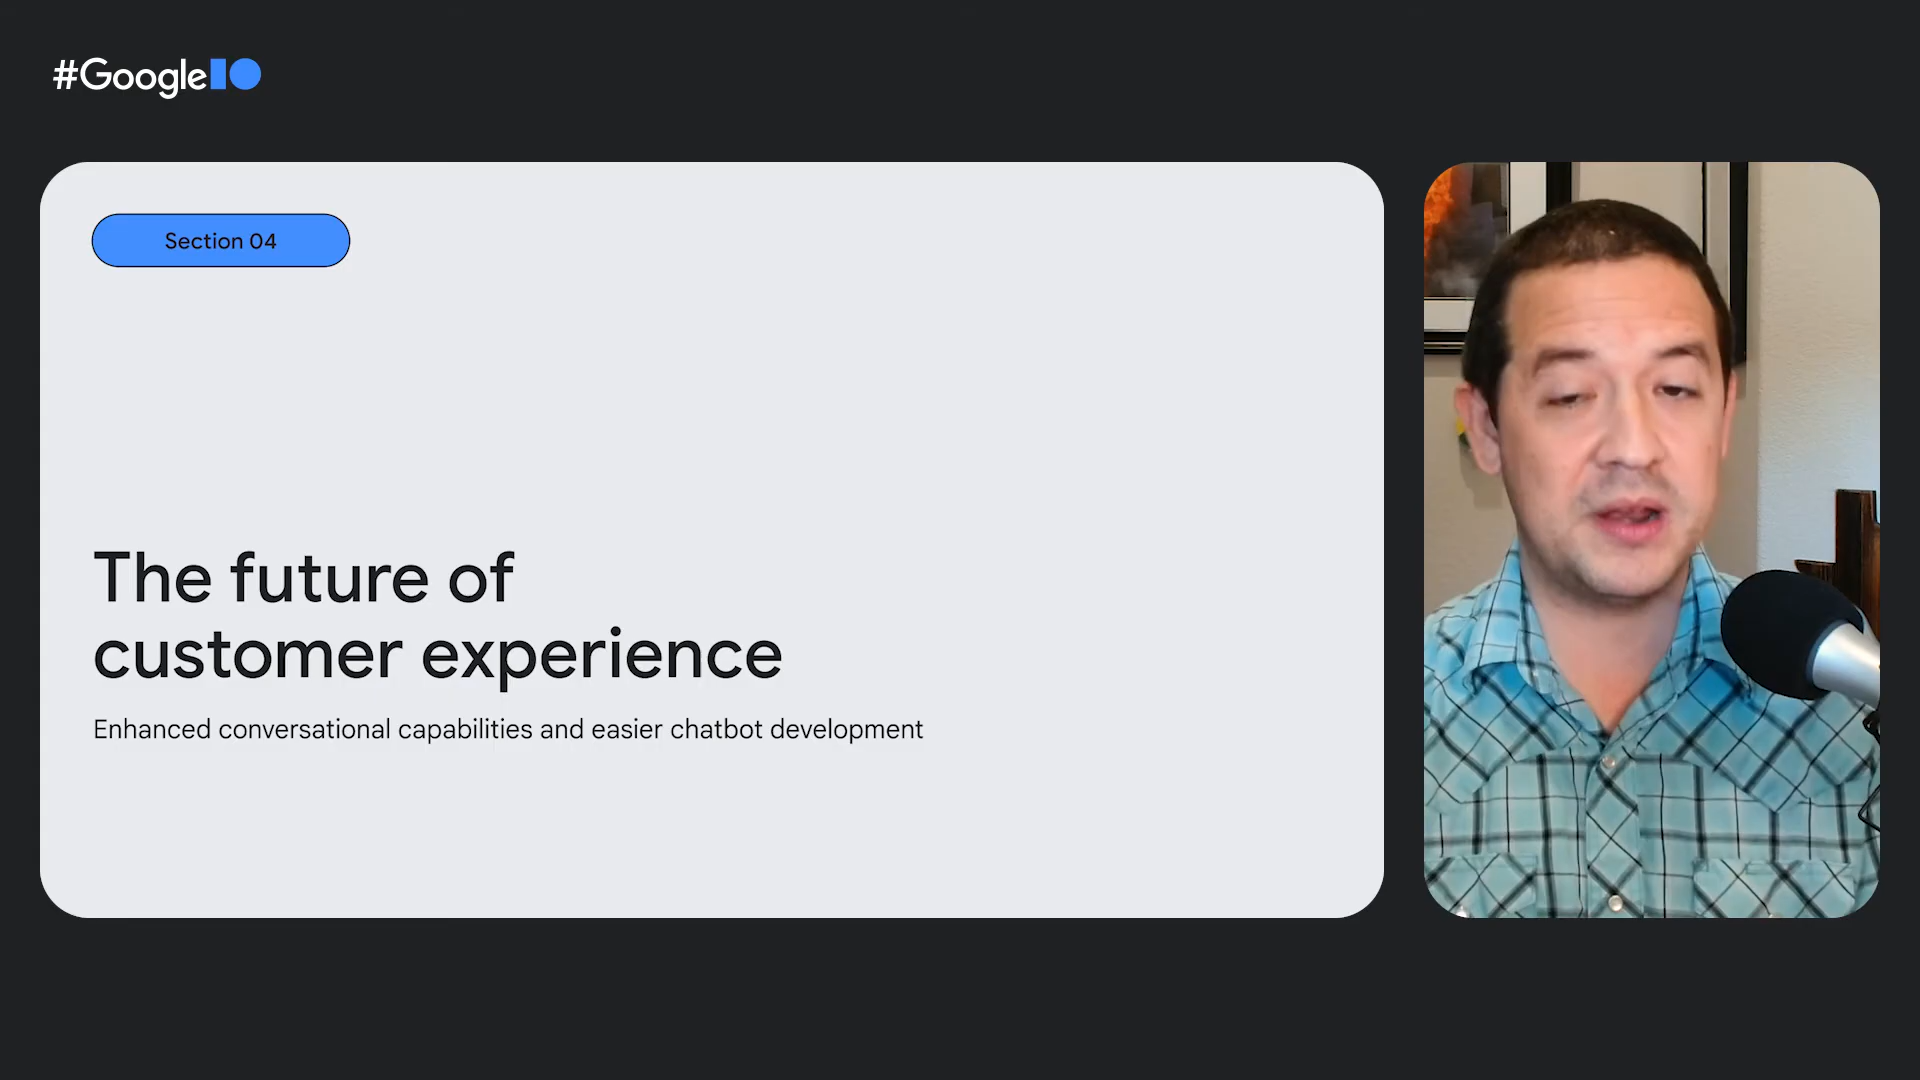 #GoogleIO
Section 04
The future of
customer experience
Enhanced conversational capabilities and easier chatbot development